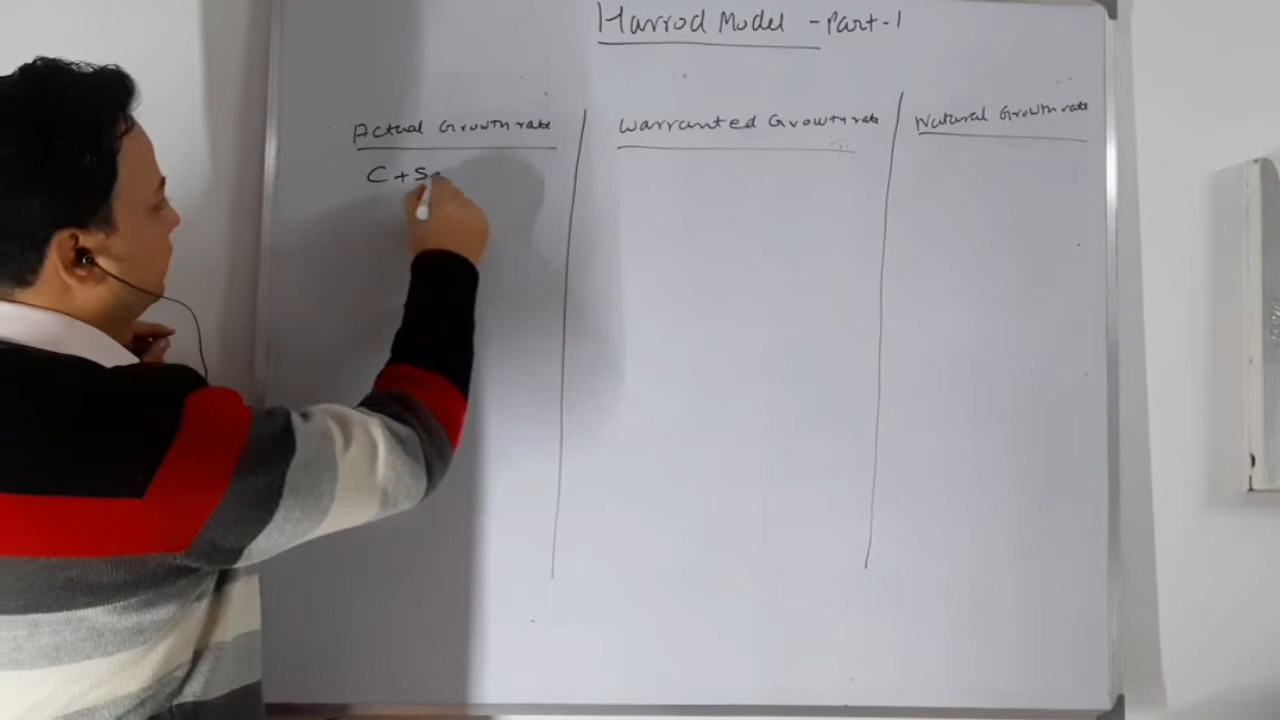 Harrod Model - Part-1
Actual Growth rate
Warranted Growth rate
Natural Growth rate
C+S